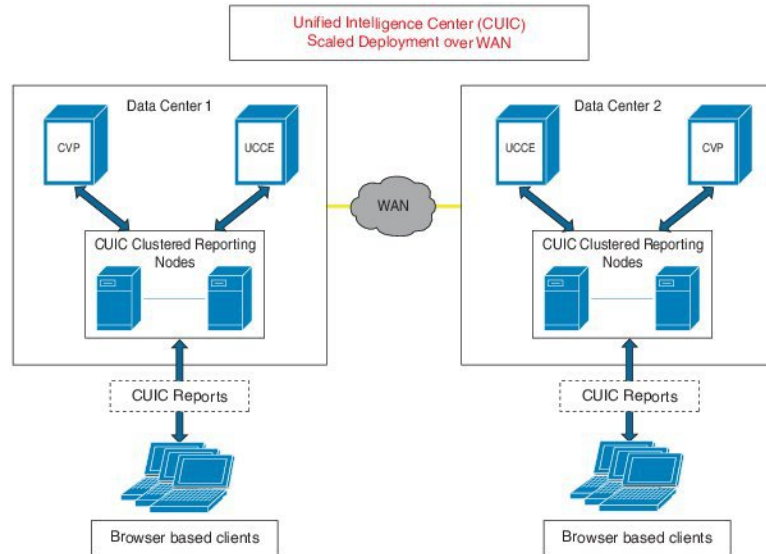 Unified Intelligence Center (CUIC)
Scaled Deployment over WAN
Data Center 1
CVP
UCCE
CUIC Clustered Reporting
Nodes
CUIC Reports
Browser based clients
WAN
Data Center 2
UCCE
CVP
CUIC Clustered Reporting
Nodes
CUIC Reports
Browser based clients